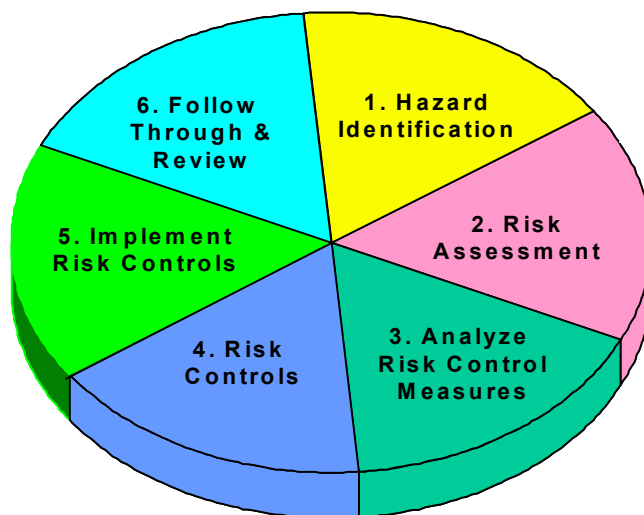 1. Hazard
Identification
2. Risk
Assessment
3. Analyze
Risk Control
Measures
4. Risk
Controls
5. Implement
Risk Controls
6. Follow
Through &
Review